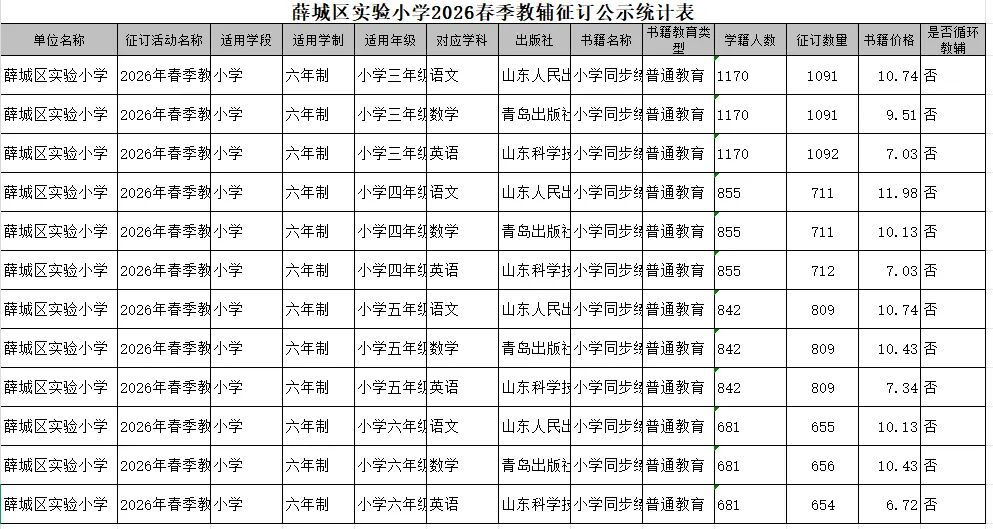 薛城区实验小学2026春季教辅征订公示统计表
单位名称 征订活动名称 适用学段 适用学制 适用年级 对应学科 出版社 书籍名称 书籍教育类型 学籍人数 征订数量 书籍价格 是否循环教辅
薛城区实验小学 2026年春季教 小学 六年制 小学三年级 语文 山东人民出 小学同步练 普通教育 1170 1091 10.74 否
薛城区实验小学 2026年春季教 小学 六年制 小学三年级 数学 青岛出版社 小学同步练 普通教育 1170 1091 9.51 否
薛城区实验小学 2026年春季教 小学 六年制 小学三年级 英语 山东科学技 小学同步练 普通教育 1170 1092 7.03 否
薛城区实验小学 2026年春季教 小学 六年制 小学四年级 语文 山东人民出 小学同步练 普通教育 855 711 11.98 否
薛城区实验小学 2026年春季教 小学 六年制 小学四年级 数学 青岛出版社 小学同步练 普通教育 855 711 10.13 否
薛城区实验小学 2026年春季教 小学 六年制 小学四年级 英语 山东科学技 小学同步练 普通教育 855 712 7.03 否
薛城区实验小学 2026年春季教 小学 六年制 小学五年级 语文 山东人民出 小学同步练 普通教育 842 809 10.74 否
薛城区实验小学 2026年春季教 小学 六年制 小学五年级 数学 青岛出版社 小学同步练 普通教育 842 809 10.43 否
薛城区实验小学 2026年春季教 小学 六年制 小学五年级 英语 山东科学技 小学同步练 普通教育 842 809 7.34 否
薛城区实验小学 2026年春季教 小学 六年制 小学六年级 语文 山东人民出 小学同步练 普通教育 681 655 10.13 否
薛城区实验小学 2026年春季教 小学 六年制 小学六年级 数学 青岛出版社 小学同步练 普通教育 681 656 10.43 否
薛城区实验小学 2026年春季教 小学 六年制 小学六年级 英语 山东科学技 小学同步练 普通教育 681 654 6.72 否